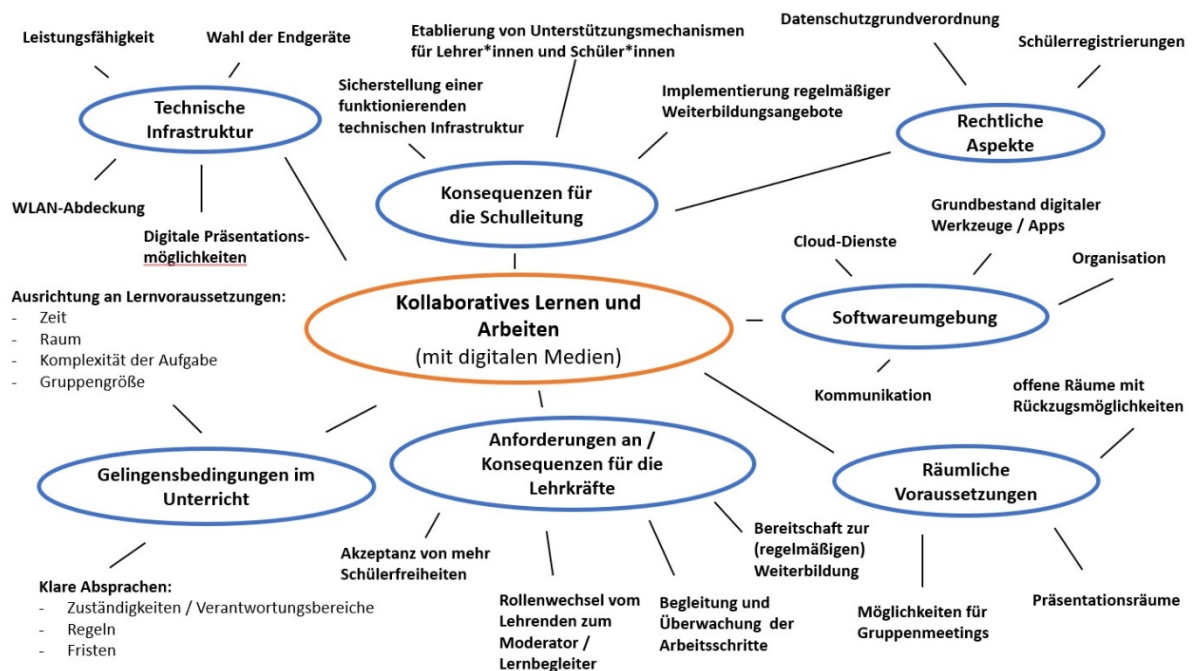 Leistungsfähigkeit
Wahl der Endgeräte
Technische
Infrastruktur
WLAN-Abdeckung
Digitale Präsentations-
möglichkeiten
Etablierung von Unterstützungsmechanismen
für Lehrer*innen und Schüler*innen
Sicherstellung einer
funktionierenden
technischen Infrastruktur
Implementierung regelmäßiger
Weiterbildungsangebote
Konsequenzen für
die Schulleitung
Datenschutzgrundverordnung
Schülerregistrierungen
Rechtliche
Aspekte
Kollaboratives Lernen und
Arbeiten
(mit digitalen Medien)
Grundbestand digitaler
Werkzeuge / Apps
Cloud-Dienste
Organisation
Softwareumgebung
Kommunikation
Ausrichtung an Lernvoraussetzungen:
- Zeit
- Raum
- Komplexität der Aufgabe
- Gruppengröße
Gelingensbedingungen im
Unterricht
Klare Absprachen:
- Zuständigkeiten / Verantwortungsbereiche
- Regeln
- Fristen
Anforderungen an /
Konsequenzen für die
Lehrkräfte
Akzeptanz von mehr
Schülerfreiheiten
Rollenwechsel vom
Lehrenden zum
Moderator /
Lernbegleiter
Begleitung und
Überwachung der
Arbeitsschritte
Bereitschaft zur
(regelmäßigen)
Weiterbildung
offene Räume mit
Rückzugsmöglichkeiten
Räumliche
Voraussetzungen
Möglichkeiten für
Gruppenmeetings
Präsentationsräume